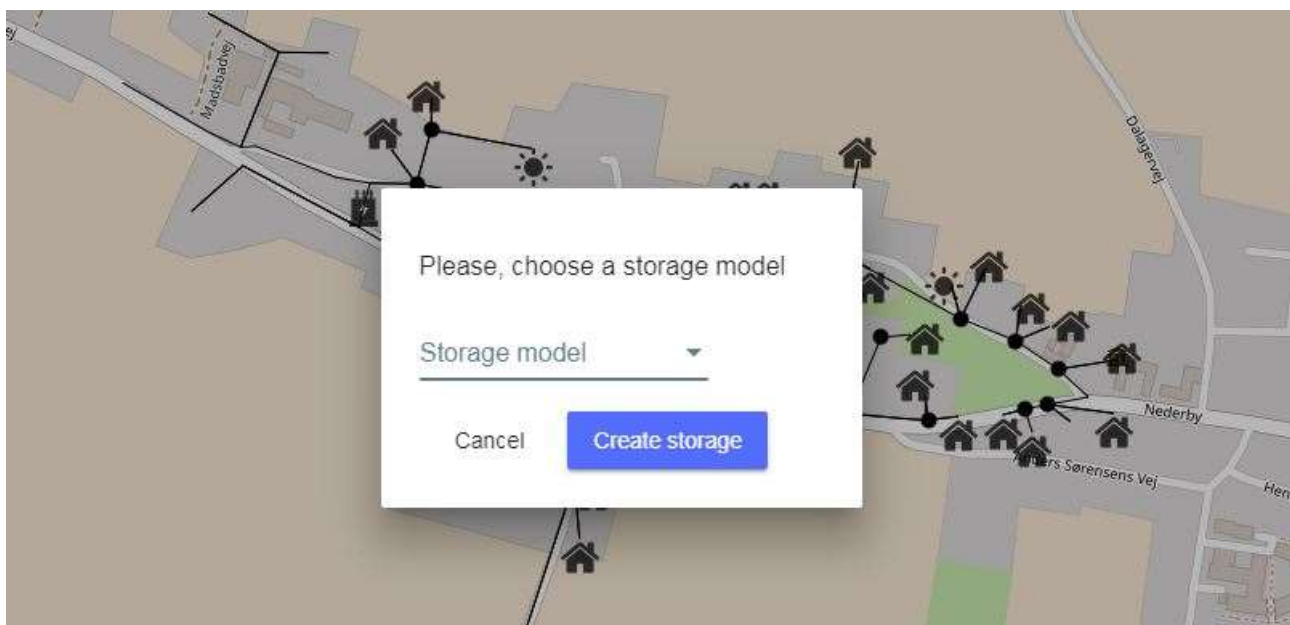 Madsbadvej
Dalagervej
Please, choose a storage model
Storage model
Cancel
Create storage
Nederby
Sørensens Vej